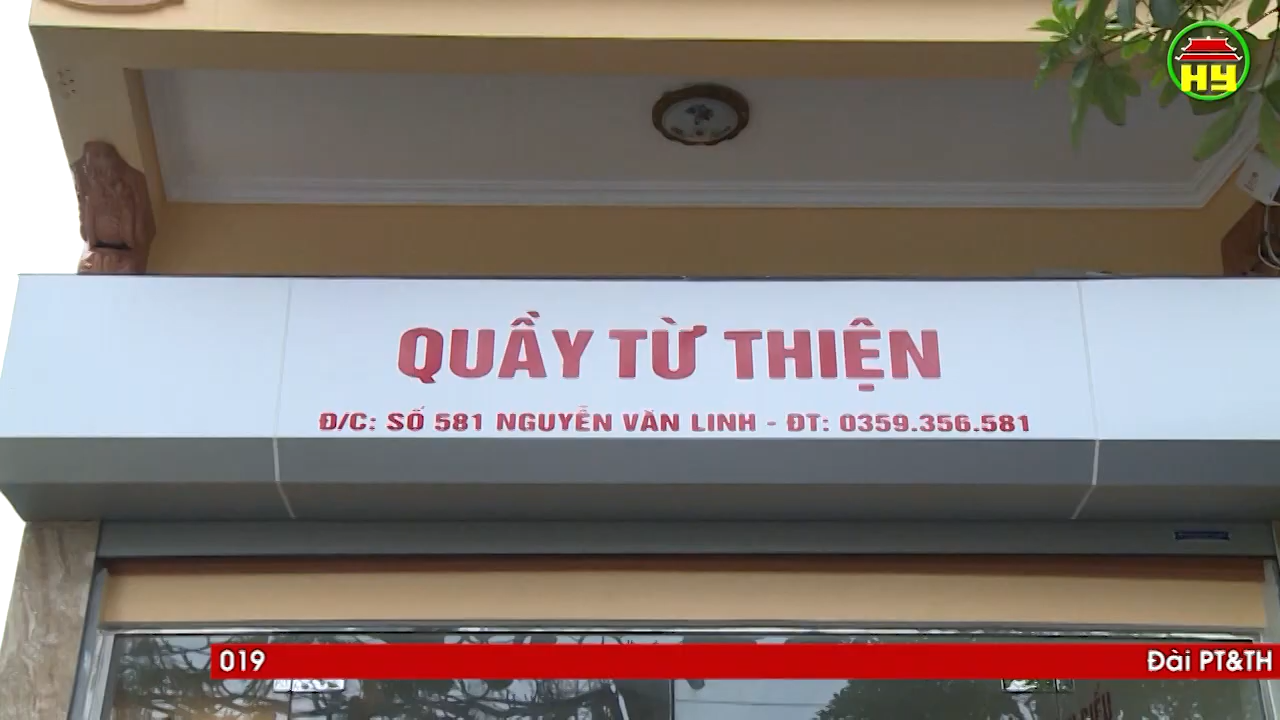 HY
QUẦY TỪ THIỆN
Đ/C: SỐ 581 NGUYỄN VĂN LINH - ĐT: 0359.356.581
019
Đài PT&TH